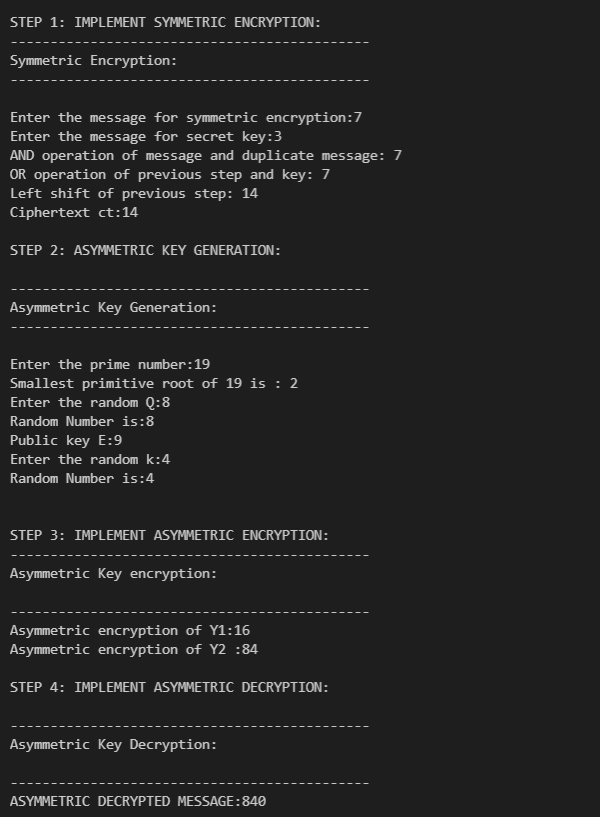 STEP 1: IMPLEMENT SYMMETRIC ENCRYPTION:
---------------------------------------------
Symmetric Encryption:
---------------------------------------------
Enter the message for symmetric encryption:7
Enter the message for secret key:3
AND operation of message and duplicate message: 7
OR operation of previous step and key: 7
Left shift of previous step: 14
Ciphertext ct:14
STEP 2: ASYMMETRIC KEY GENERATION:
---------------------------------------------
Asymmetric Key Generation:
---------------------------------------------
Enter the prime number:19
Smallest primitive root of 19 is : 2
Enter the random Q:8
Random Number is:8
Public key E:9
Enter the random k:4
Random Number is:4
STEP 3: IMPLEMENT ASYMMETRIC ENCRYPTION:
---------------------------------------------
Asymmetric Key encryption:
---------------------------------------------
Asymmetric encryption of Y1:16
Asymmetric encryption of Y2 :84
STEP 4: IMPLEMENT ASYMMETRIC DECRYPTION:
---------------------------------------------
Asymmetric Key Decryption:
---------------------------------------------
ASYMMETRIC DECRYPTED MESSAGE:840